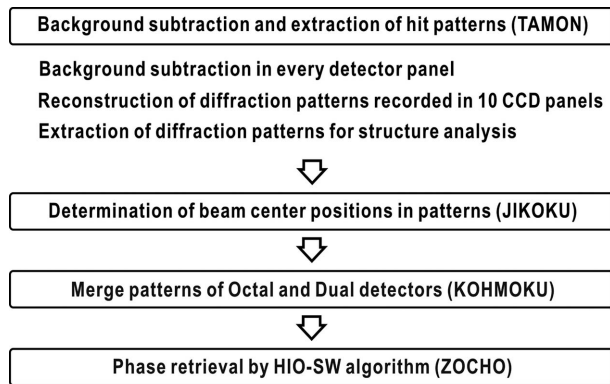 Background subtraction and extraction of hit patterns (TAMON)
Background subtraction in every detector panel
Reconstruction of diffraction patterns recorded in 10 CCD panels
Extraction of diffraction patterns for structure analysis
Determination of beam center positions in patterns (JIKOKU)
Merge patterns of Octal and Dual detectors (KOHMOKU)
Phase retrieval by HIO-SW algorithm (ZOCHO)